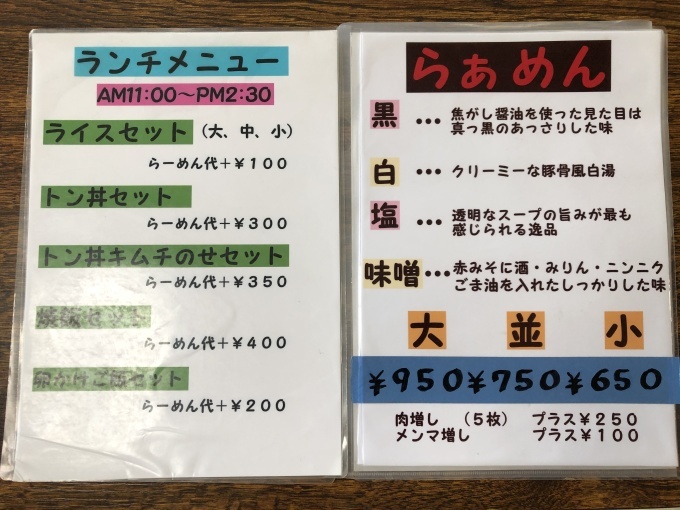 ランチメニュー
AM11:00～PM2:30
ライスセット（大、中、小）
らーめん代＋￥100
トン丼セット
らーめん代＋￥300
トン丼キムチのせセット
らーめん代＋￥350
らーめん代＋￥400
卵かけご飯セット
らーめん代＋￥200
らぁめん
黒…焦がし醤油を使った見た目は
真っ黒のあっさりした味
白…クリーミーな豚骨風白湯
塩…透明なスープの旨みが最も
感じられる逸品
味噌…赤みそに酒・みりん・ニンニク
ごま油を入れたしっかりした味
大 並 小
￥950￥750￥650
肉増し（5枚） プラス￥250
メンマ増し プラス￥100